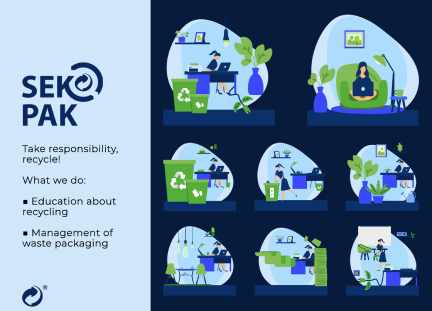 SEKO
PAK
Take responsibility,
recycle!
What we do:
▪ Education about
recycling
▪ Management of
waste packaging
®